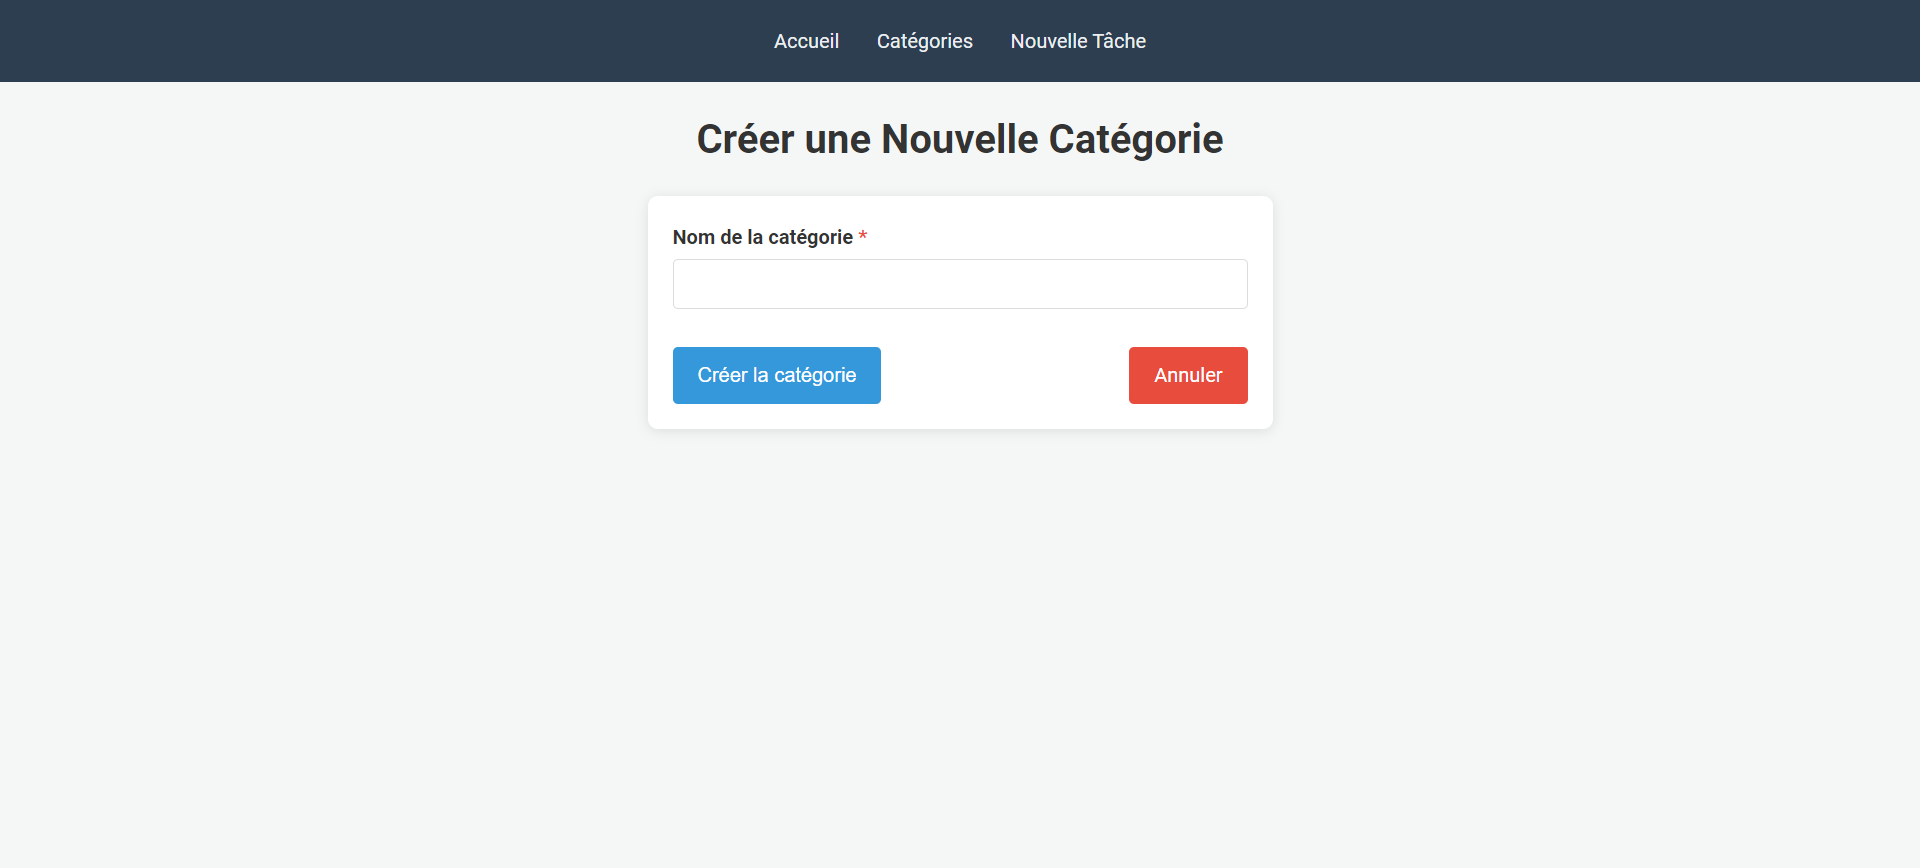 Accueil Catégories Nouvelle Tâche
Créer une Nouvelle Catégorie
Nom de la catégorie *
Créer la catégorie Annuler